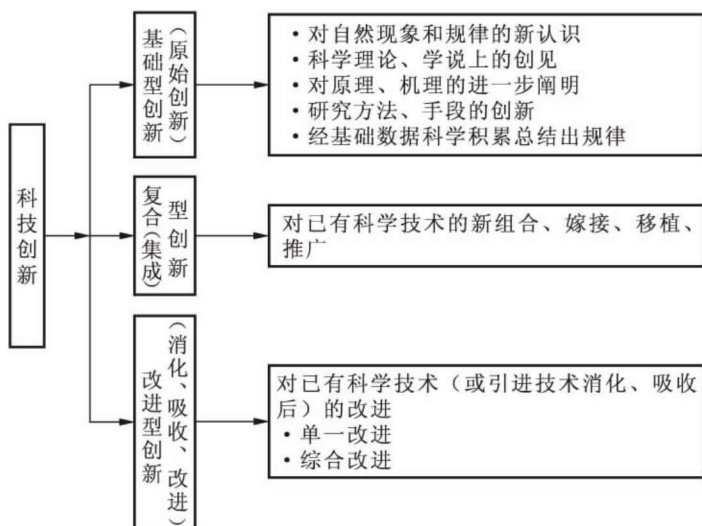 科技创新
基础型创新
（原始创新）
·对自然现象和规律的新认识
·科学理论、学说上的创见
·对原理、机理的进一步阐明
·研究方法、手段的创新
·经基础数据科学积累总结出规律
复合（集成）
型创新
对已有科学技术的新组合、嫁接、移植、
推广
改进型创新
（消化、吸收、改进）
对已有科学技术（或引进技术消化、吸收
后）的改进
·单一改进
·综合改进